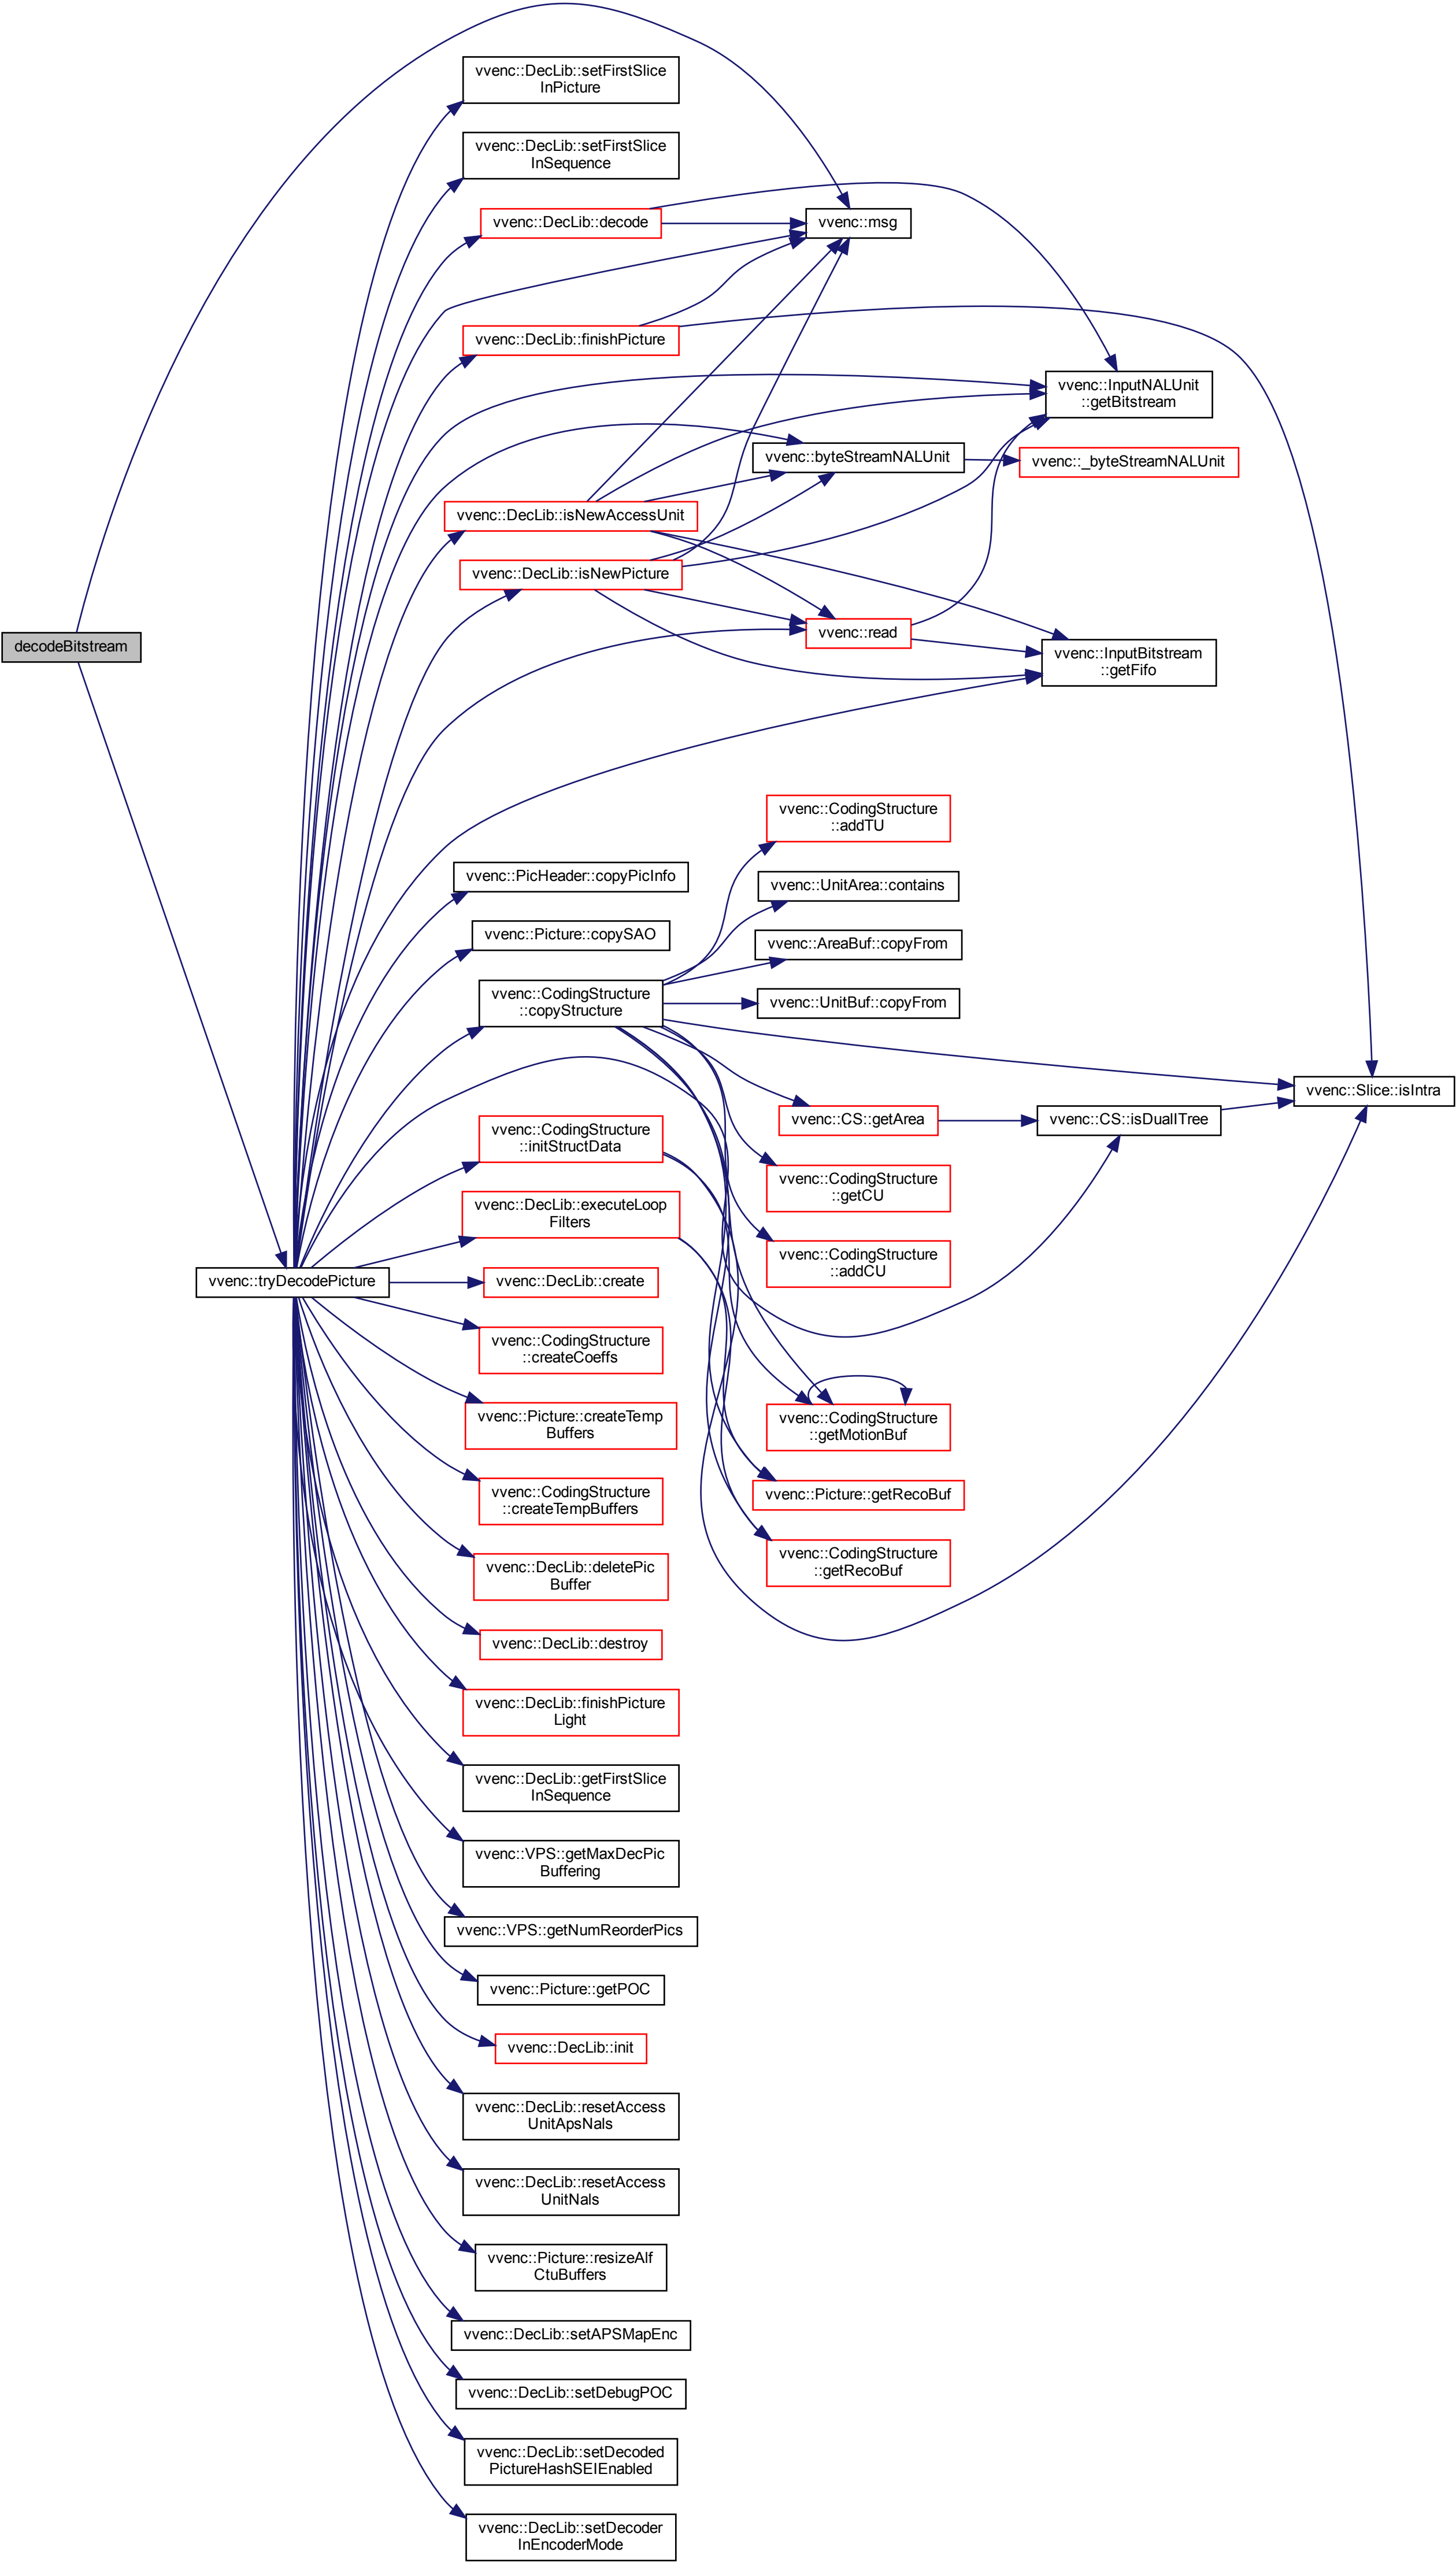 vvenc::DecLib::setFirstSlice
InPicture
vvenc::DecLib::setFirstSlice
InSequence
vvenc::DecLib::decode
vvenc::msg
vvenc::DecLib::finishPicture
vvenc::InputNALUnit
::getBitstream
vvenc::byteStreamNALUnit
vvenc::_byteStreamNALUnit
vvenc::DecLib::isNewAccessUnit
vvenc::DecLib::isNewPicture
vvenc::read
decodeBitstream
vvenc::InputBitstream
::getFifo
vvenc::CodingStructure
::addTU
vvenc::PicHeader::copyPicInfo
vvenc::UnitArea::contains
vvenc::Picture::copySAO
vvenc::AreaBuf::copyFrom
vvenc::CodingStructure
::copyStructure
vvenc::UnitBuf::copyFrom
vvenc::Slice::isIntra
vvenc::CS::getArea
vvenc::CS::isDualITree
vvenc::CodingStructure
::initStructData
vvenc::CodingStructure
::getCU
vvenc::DecLib::executeLoop
Filters
vvenc::CodingStructure
::addCU
vvenc::tryDecodePicture
vvenc::DecLib::create
vvenc::CodingStructure
::createCoeffs
vvenc::Picture::createTemp
Buffers
vvenc::CodingStructure
::getMotionBuf
vvenc::CodingStructure
::createTempBuffers
vvenc::Picture::getRecoBuf
vvenc::DecLib::deletePic
Buffer
vvenc::CodingStructure
::getRecoBuf
vvenc::DecLib::destroy
vvenc::DecLib::finishPicture
Light
vvenc::DecLib::getFirstSlice
InSequence
vvenc::VPS::getMaxDecPic
Buffering
vvenc::VPS::getNumReorderPics
vvenc::Picture::getPOC
vvenc::DecLib::init
vvenc::DecLib::resetAccess
UnitApsNals
vvenc::DecLib::resetAccess
UnitNals
vvenc::Picture::resizeAlf
CtuBuffers
vvenc::DecLib::setAPSMapEnc
vvenc::DecLib::setDebugPOC
vvenc::DecLib::setDecoded
PictureHashSEIEnabled
vvenc::DecLib::setDecoder
InEncoderMode